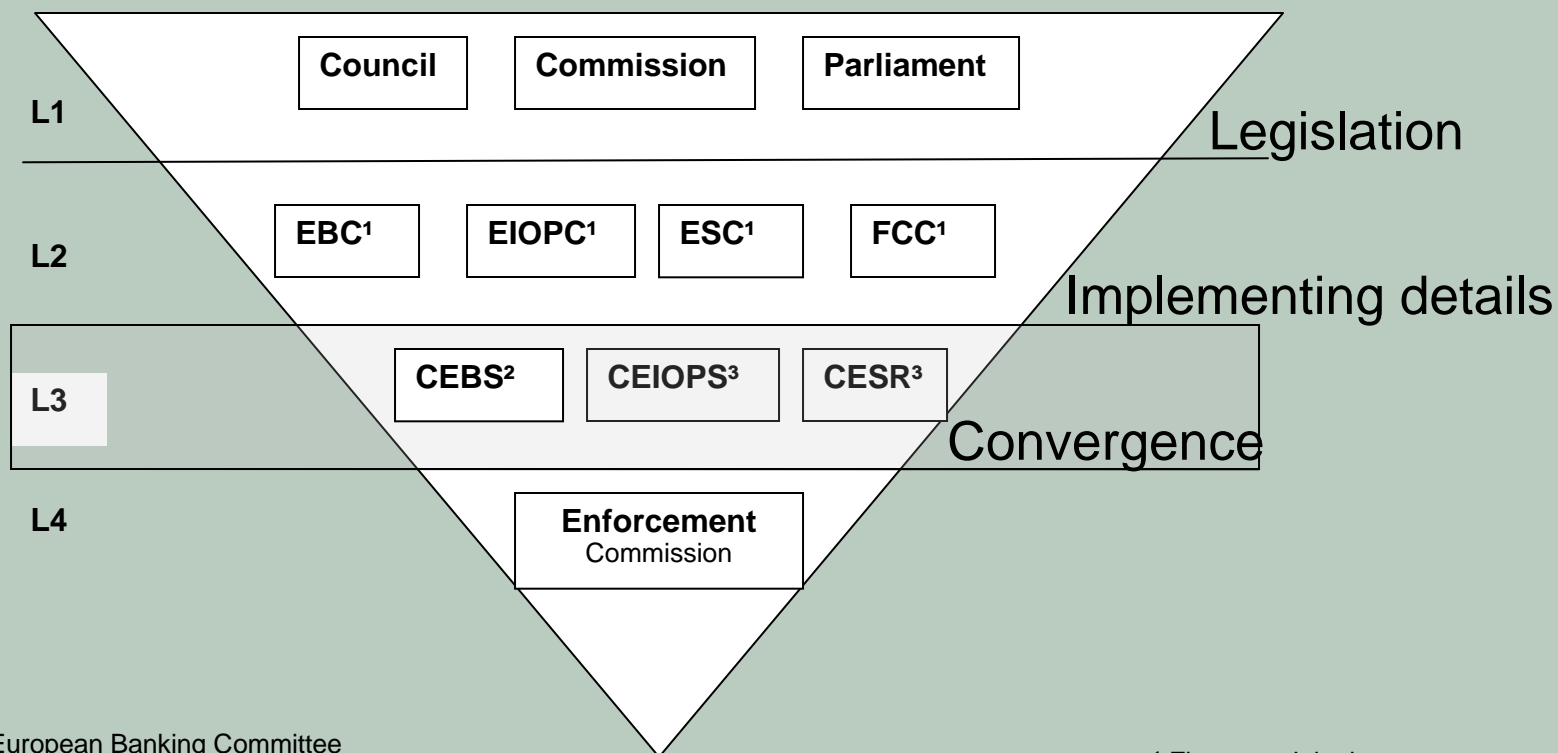 Council
Commission
Parliament
L1
Legislation
EBC¹
EIOPC¹
ESC¹
FCC¹
L2
Implementing details
CEBS²
CEIOPS³
CESR³
L3
Convergence
L4
Enforcement
Commission
European Banking Committee